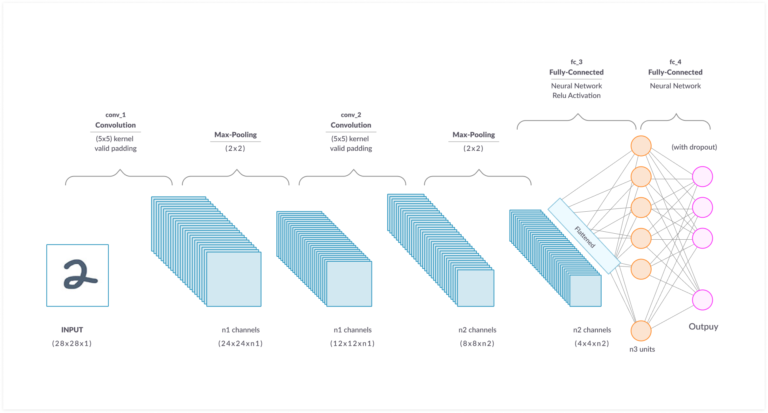 fc_3
Fully-Connected
Neural Network
Relu Activation
fc_4
Fully-Connected
Neural Network
conv_1
Convolution
(5x5) kernel
valid padding
Max-Pooling
(2x2)
conv_2
Convolution
(5x5) kernel
valid padding
Max-Pooling
(2x2)
(with dropout)
Flattened
2
INPUT
(28x28x1)
n1 channels
(24x24xn1)
n1 channels
(12x12xn1)
n2 channels
(8x8xn2)
n2 channels
(4x4xn2)
n3 units
Outpuy